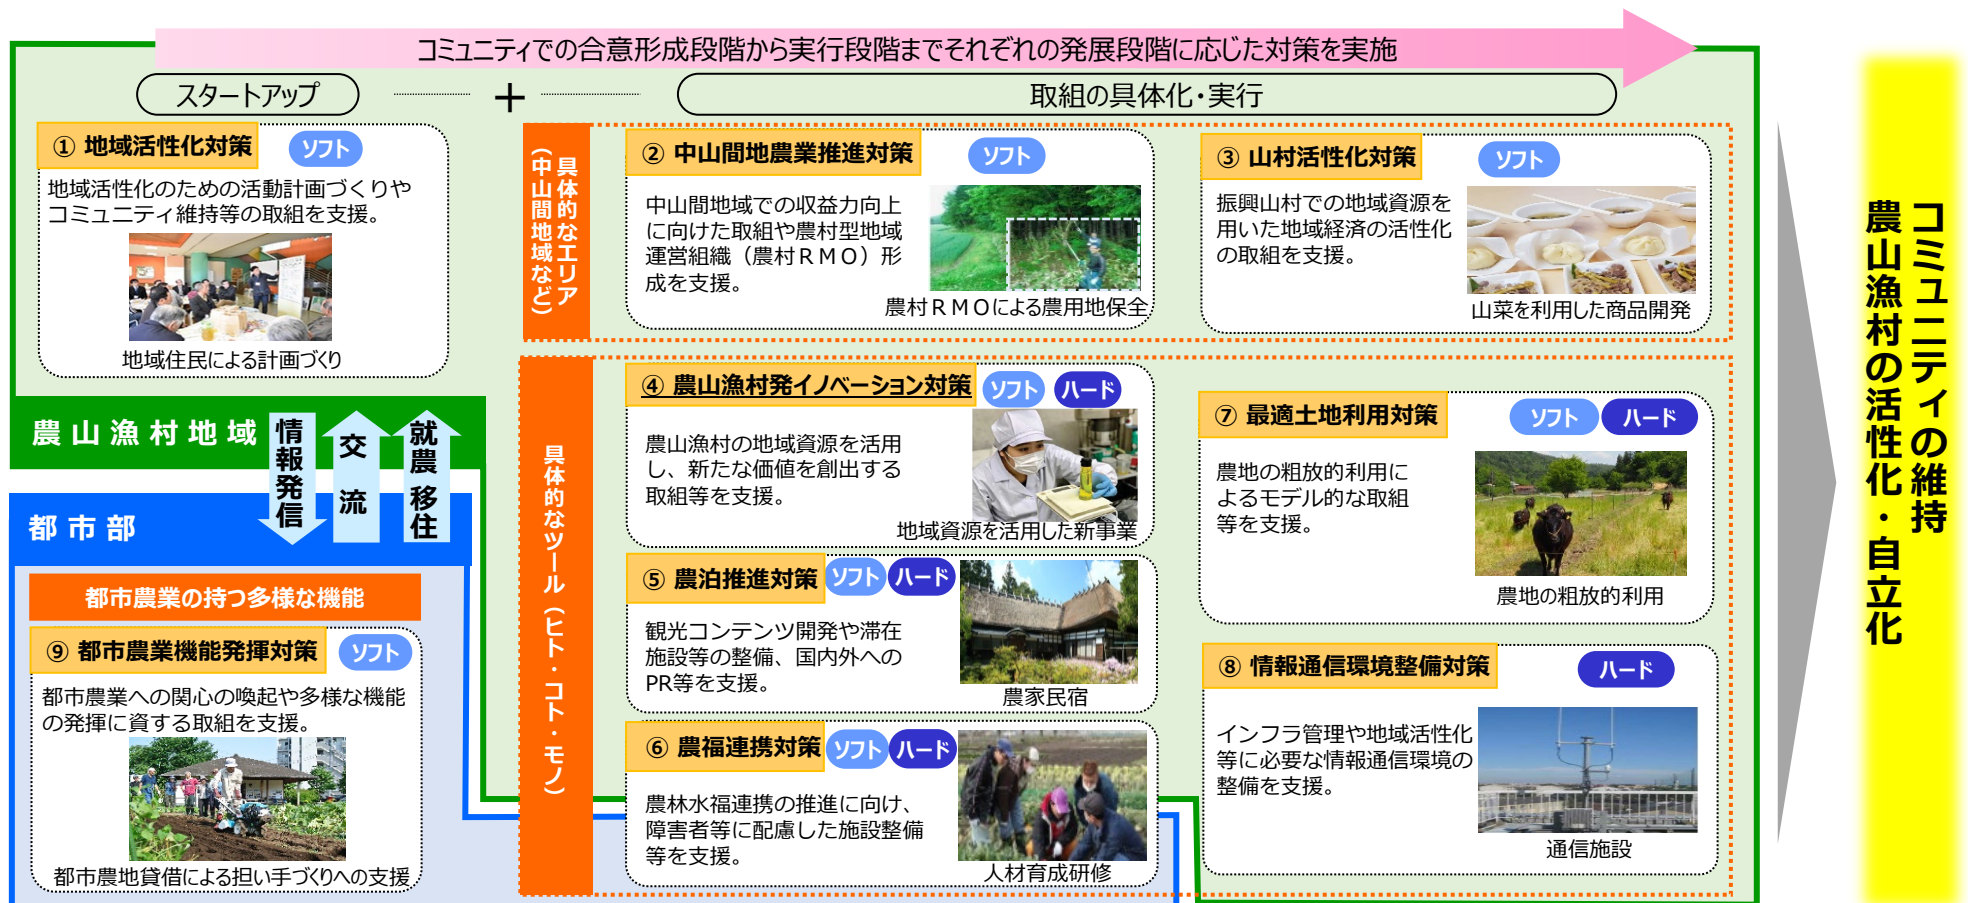 コミュニティでの合意形成段階から実行段階までそれぞれの発展段階に応じた対策を実施
スタートアップ
＋
取組の具体化・実行
① 地域活性化対策
ソフト
地域活性化のための活動計画づくりや
コミュニティ維持等の取組を支援。
地域住民による計画づくり
具体的なエリア
（中山間地域など）
② 中山間地農業推進対策
ソフト
中山間地域での収益力向上
に向けた取組や農村型地域
運営組織（農村ＲＭＯ）形
成を支援。
農村ＲＭＯによる農用地保全
③ 山村活性化対策
ソフト
振興山村での地域資源を
用いた地域経済の活性化
の取組を支援。
山菜を利用した商品開発
農山漁村地域
情報発信
交流
就農 移住
都市部
都市農業の持つ多様な機能
⑨ 都市農業機能発揮対策
ソフト
都市農業への関心の喚起や多様な機能
の発揮に資する取組を支援。
都市農地貸借による担い手づくりへの支援
具体的なツール（ヒト・コト・モノ）
④ 農山漁村発イノベーション対策
ソフト
ハード
農山漁村の地域資源を活用
し、新たな価値を創出する
取組等を支援。
地域資源を活用した新事業
⑤ 農泊推進対策
ソフト
ハード
観光コンテンツ開発や滞在
施設等の整備、国内外への
PR等を支援。
農家民宿
⑥ 農福連携対策
ソフト
ハード
農林水福連携の推進に向け、
障害者等に配慮した施設整備
等を支援。
人材育成研修
⑦ 最適土地利用対策
ソフト
ハード
農地の粗放的利用に
よるモデル的な取組
等を支援。
農地の粗放的利用
⑧ 情報通信環境整備対策
ハード
インフラ管理や地域活性化
等に必要な情報通信環境の
整備を支援。
通信施設
コミュニティの維持
農山漁村の活性化・自立化